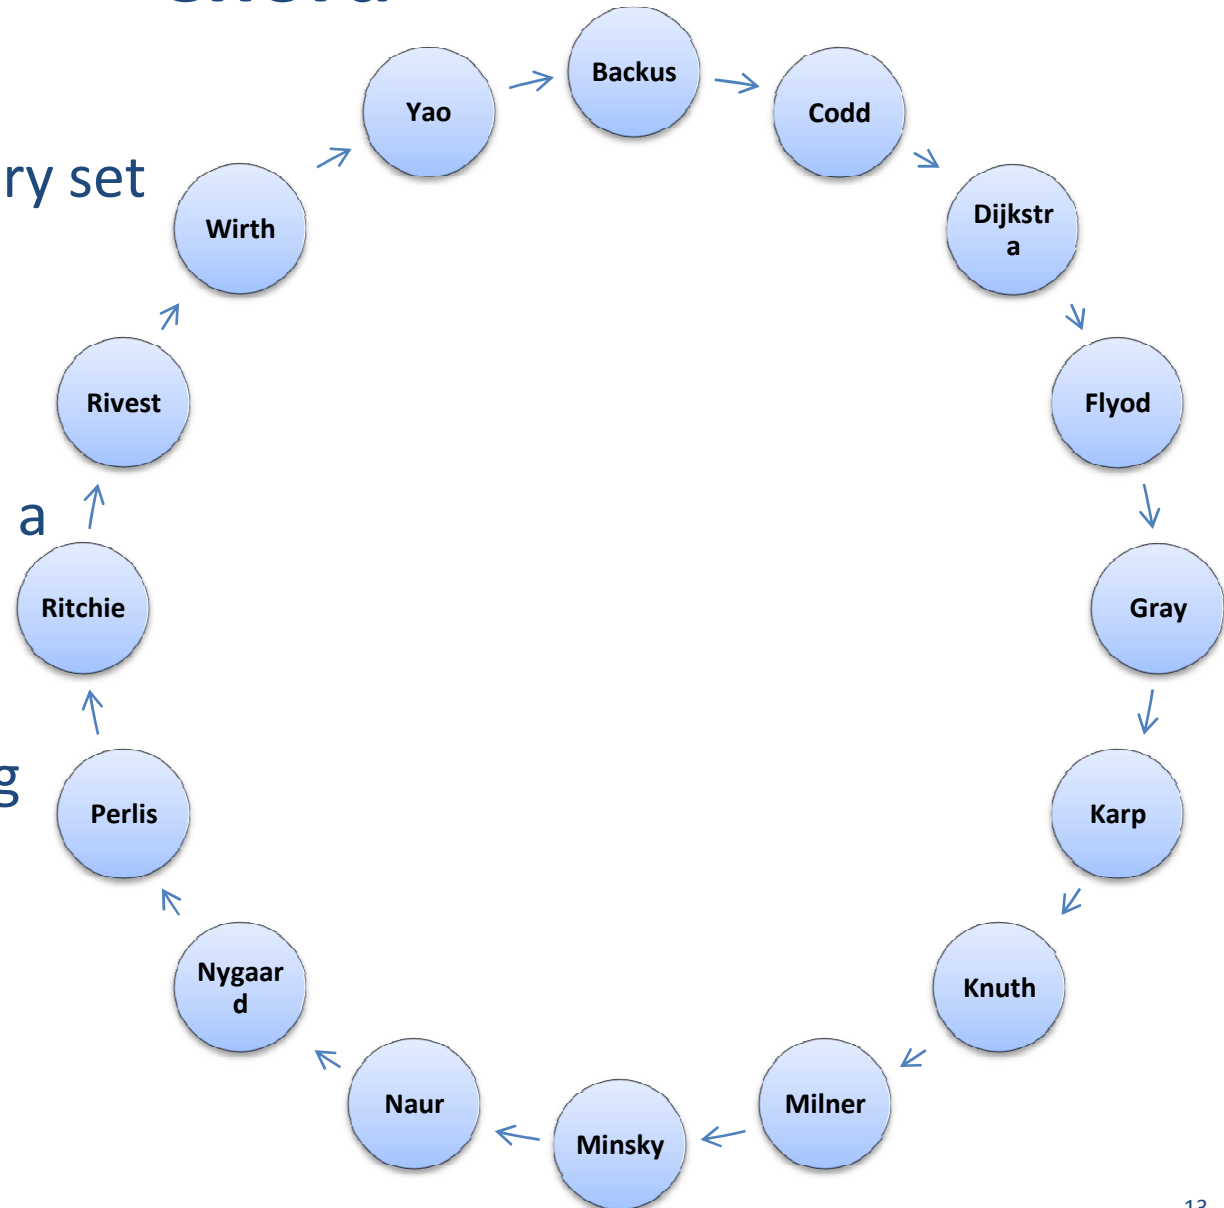 Backus
Yao
Codd
ry set
Wirth
Dijkstr
a
Rivest
Flyod
a
Ritchie
Gray
g
Perlis
Karp
Nygaar
d
Knuth
Naur
Milner
Minsky